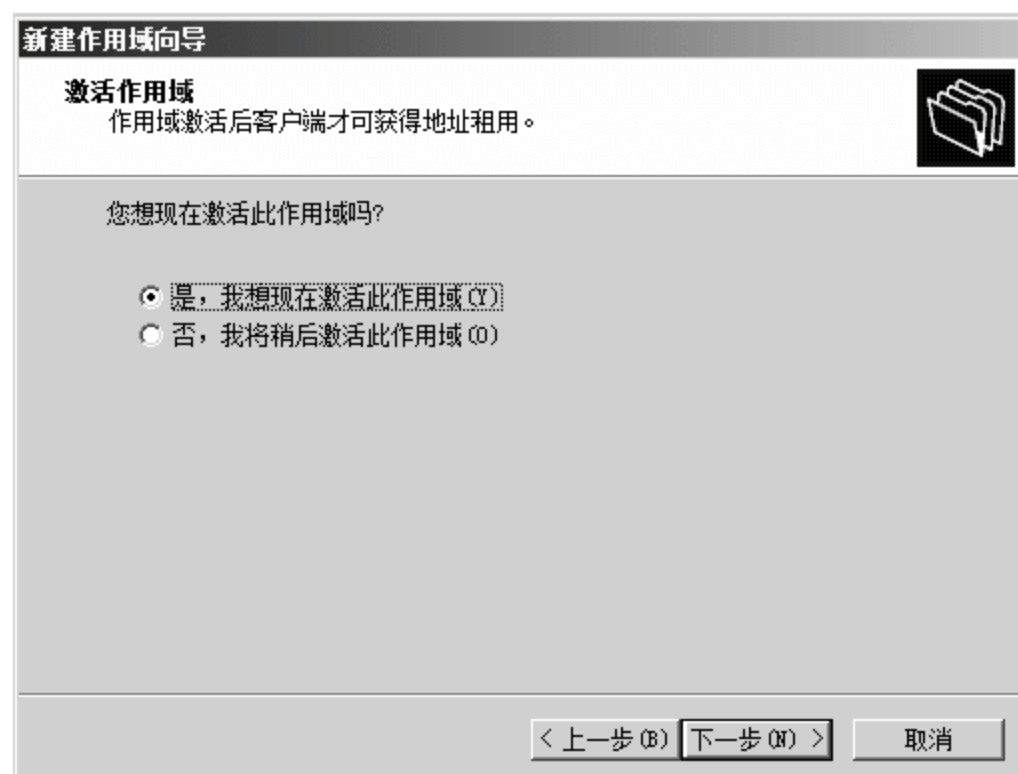 新建作用域向导
激活作用域
作用域激活后客户端才可获得地址租用。
您想现在激活此作用域吗?
是，我想现在激活此作用域(Y)
否，我将稍后激活此作用域(O)
< 上一步(B) 下一步(N) > 取消